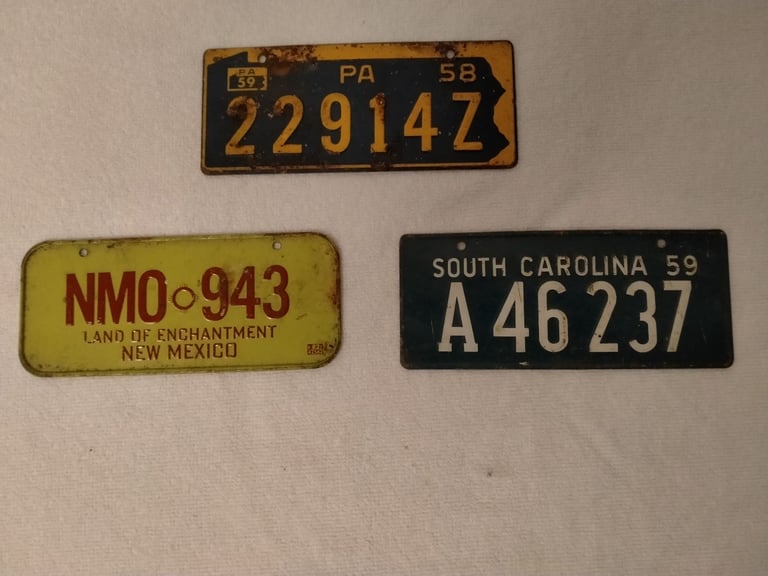 PA 58
PA
59
22914Z
NMO 943
LAND OF ENCHANTMENT
NEW MEXICO
SOUTH CAROLINA 59
A 46 237